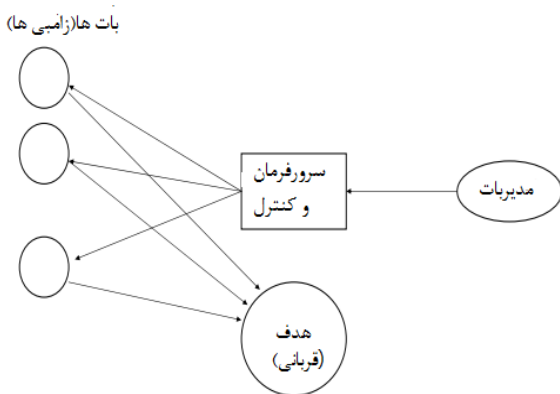 بات ها(زامبی ها)
سرورفرمان
و کنترل
مدیربات
هدف
(قربانی)